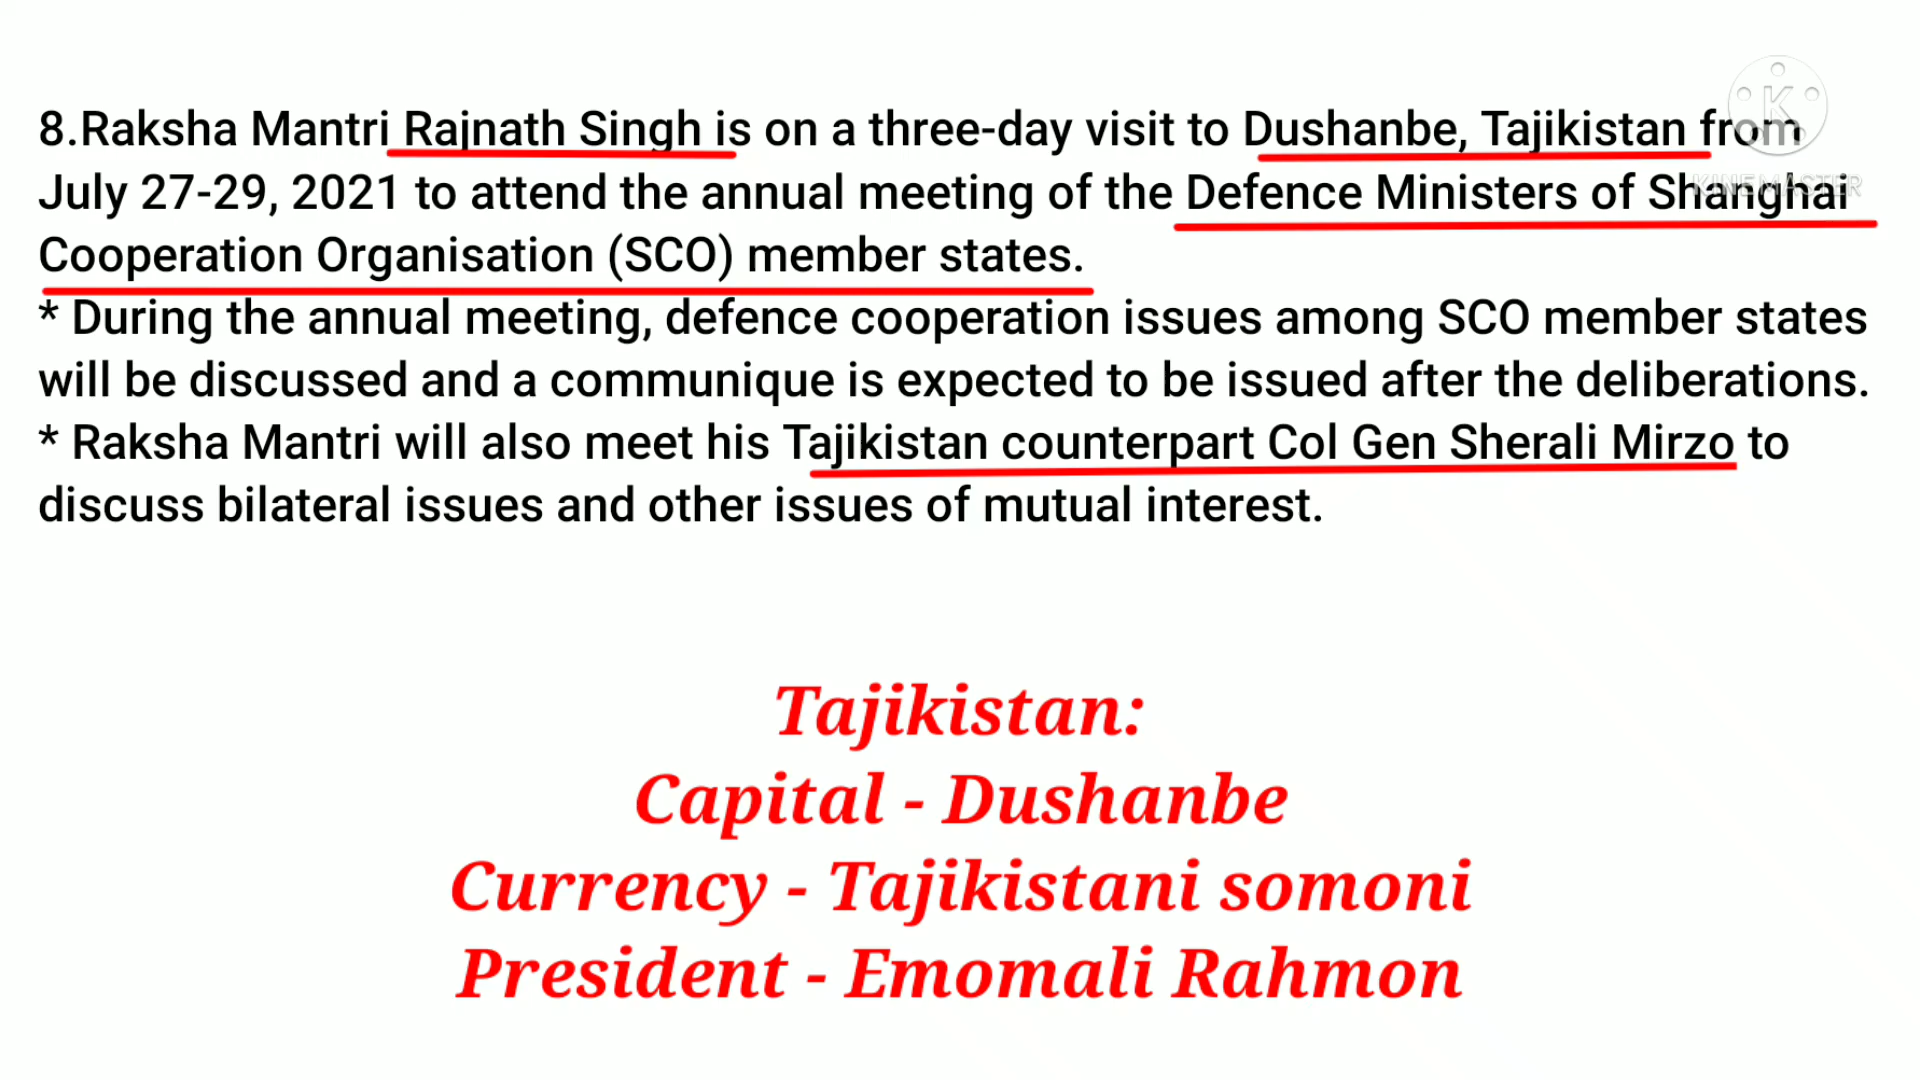 8.Raksha Mantri Rajnath Singh is on a three-day visit to Dushanbe, Tajikistan from
July 27-29, 2021 to attend the annual meeting of the Defence Ministers of Shanghai
Cooperation Organisation (SCO) member states.
* During the annual meeting, defence cooperation issues among SCO member states
will be discussed and a communique is expected to be issued after the deliberations.
* Raksha Mantri will also meet his Tajikistan counterpart Col Gen Sherali Mirzo to
discuss bilateral issues and other issues of mutual interest.
K
KINEMASTER
Tajikistan:
Capital - Dushanbe
Currency - Tajikistani somoni
President - Emomali Rahmon